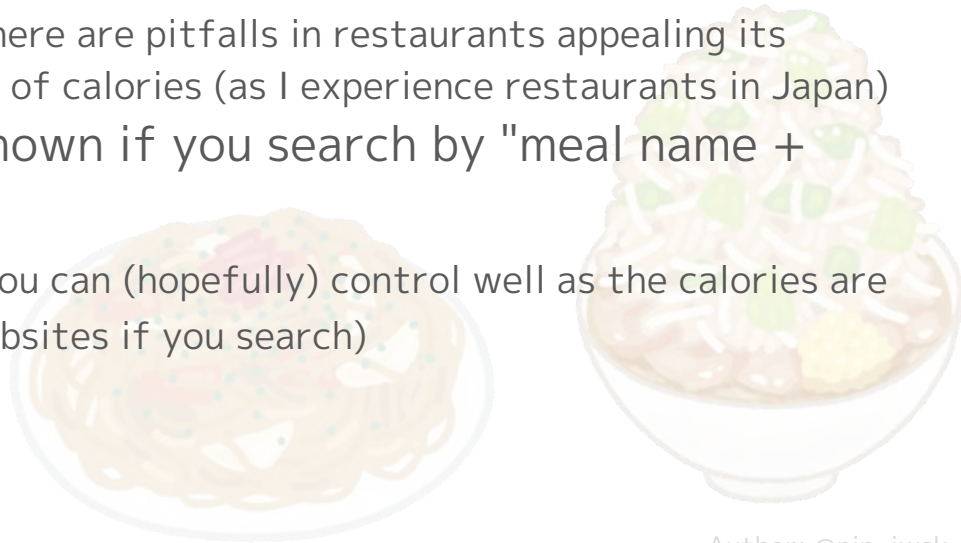 here are pitfalls in restaurants appealing its
of calories (as I experience restaurants in Japan)
nown if you search by "meal name +
ou can (hopefully) control well as the calories are
bsites if you search)